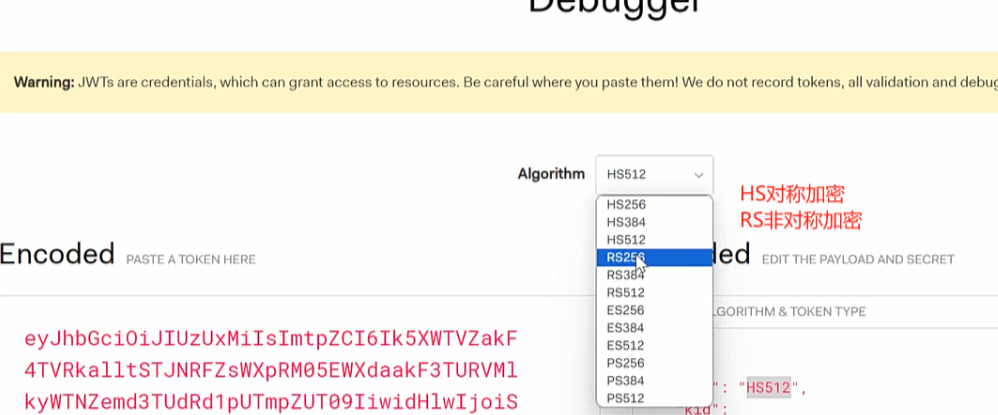 Debugger
Warning: JWTs are credentials, which can grant access to resources. Be careful where you paste them! We do not record tokens, all validation and debug
Algorithm
HS512
HS对称加密
RS非对称加密
HS256
HS384
HS512
RS256
RS384
RS512
ES256
ES384
ES512
PS256
PS384
PS512
Encoded PASTE A TOKEN HERE
ded EDIT THE PAYLOAD AND SECRET
LGORITHM & TOKEN TYPE
eyJhbGciOiJIUzUxMiIsImtpZCI6Ik5XWTVZakF
4TVRkalltSTJNRFZsWXpRM05EWXdaakF3TURVMl
kyWTNZemd3TUdRd1pUTmpZUT09IiwidHlwIjoiS
": "HS512",
"kid":